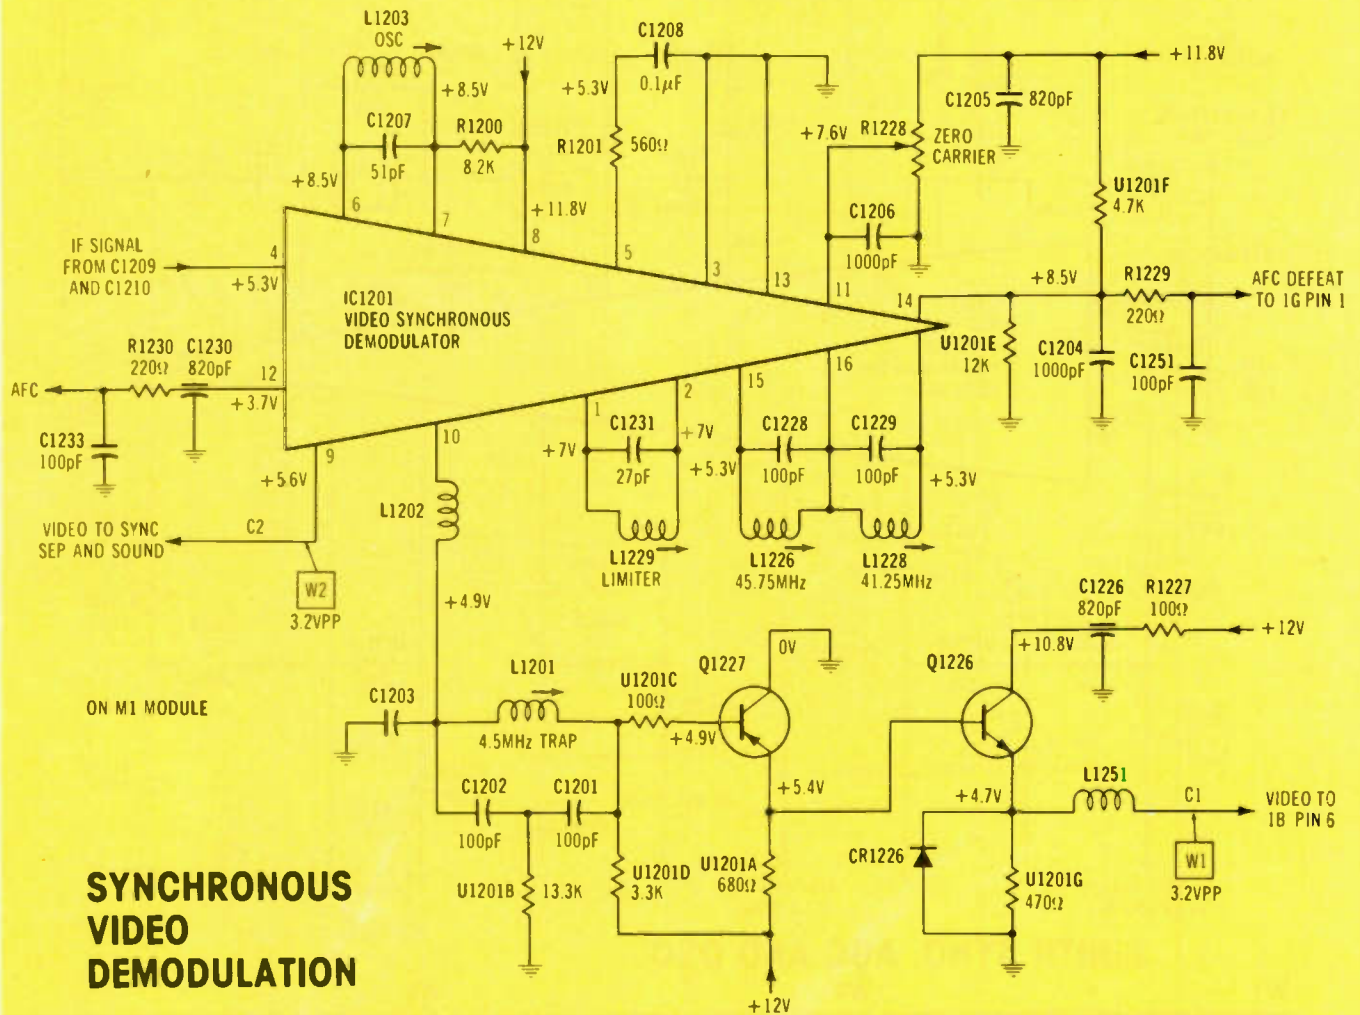 L1203
OSC
+12V
C1208
0.1µF
+11.8V
+8.5V
+5.3V
C1205
820pF
C1207
51pF
R1200
8.2K
R1201
560Ω
+7.6V
R1228
ZERO
CARRIER
+8.5V
+11.8V
U1201F
4.7K
C1206
1000pF
6
7
8
5
3
13
11
14
IF SIGNAL
FROM C1209
AND C1210
4
+5.3V
IC1201
VIDEO SYNCHRONOUS
DEMODULATOR
+8.5V
R1229
220Ω
AFC DEFEAT
TO 1G PIN 1
U1201E
12K
C1204
1000pF
C1251
100pF
R1230
220Ω
C1230
820pF
AFC
12
+3.7V
C1233
100pF
9
10
1
2
15
16
+5.6V
+7V
C1231
27pF
+7V
+5.3V
C1228
100pF
C1229
100pF
+5.3V
L1202
VIDEO TO SYNC
SEP AND SOUND
C2
W2
3.2VPP
L1229
LIMITER
L1226
45.75MHz
L1228
41.25MHz
+4.9V
C1226
820pF
R1227
100Ω
+12V
+10.8V
0V
Q1227
Q1226
ON M1 MODULE
C1203
L1201
4.5MHz TRAP
U1201C
100Ω
+4.9V
+5.4V
+4.7V
L1251
C1
VIDEO TO
1B PIN 6
W1
3.2VPP
C1202
100pF
C1201
100pF
U1201B
13.3K
U1201D
3.3K
U1201A
680Ω
CR1226
U1201G
470Ω
+12V
SYNCHRONOUS
VIDEO
DEMODULATION